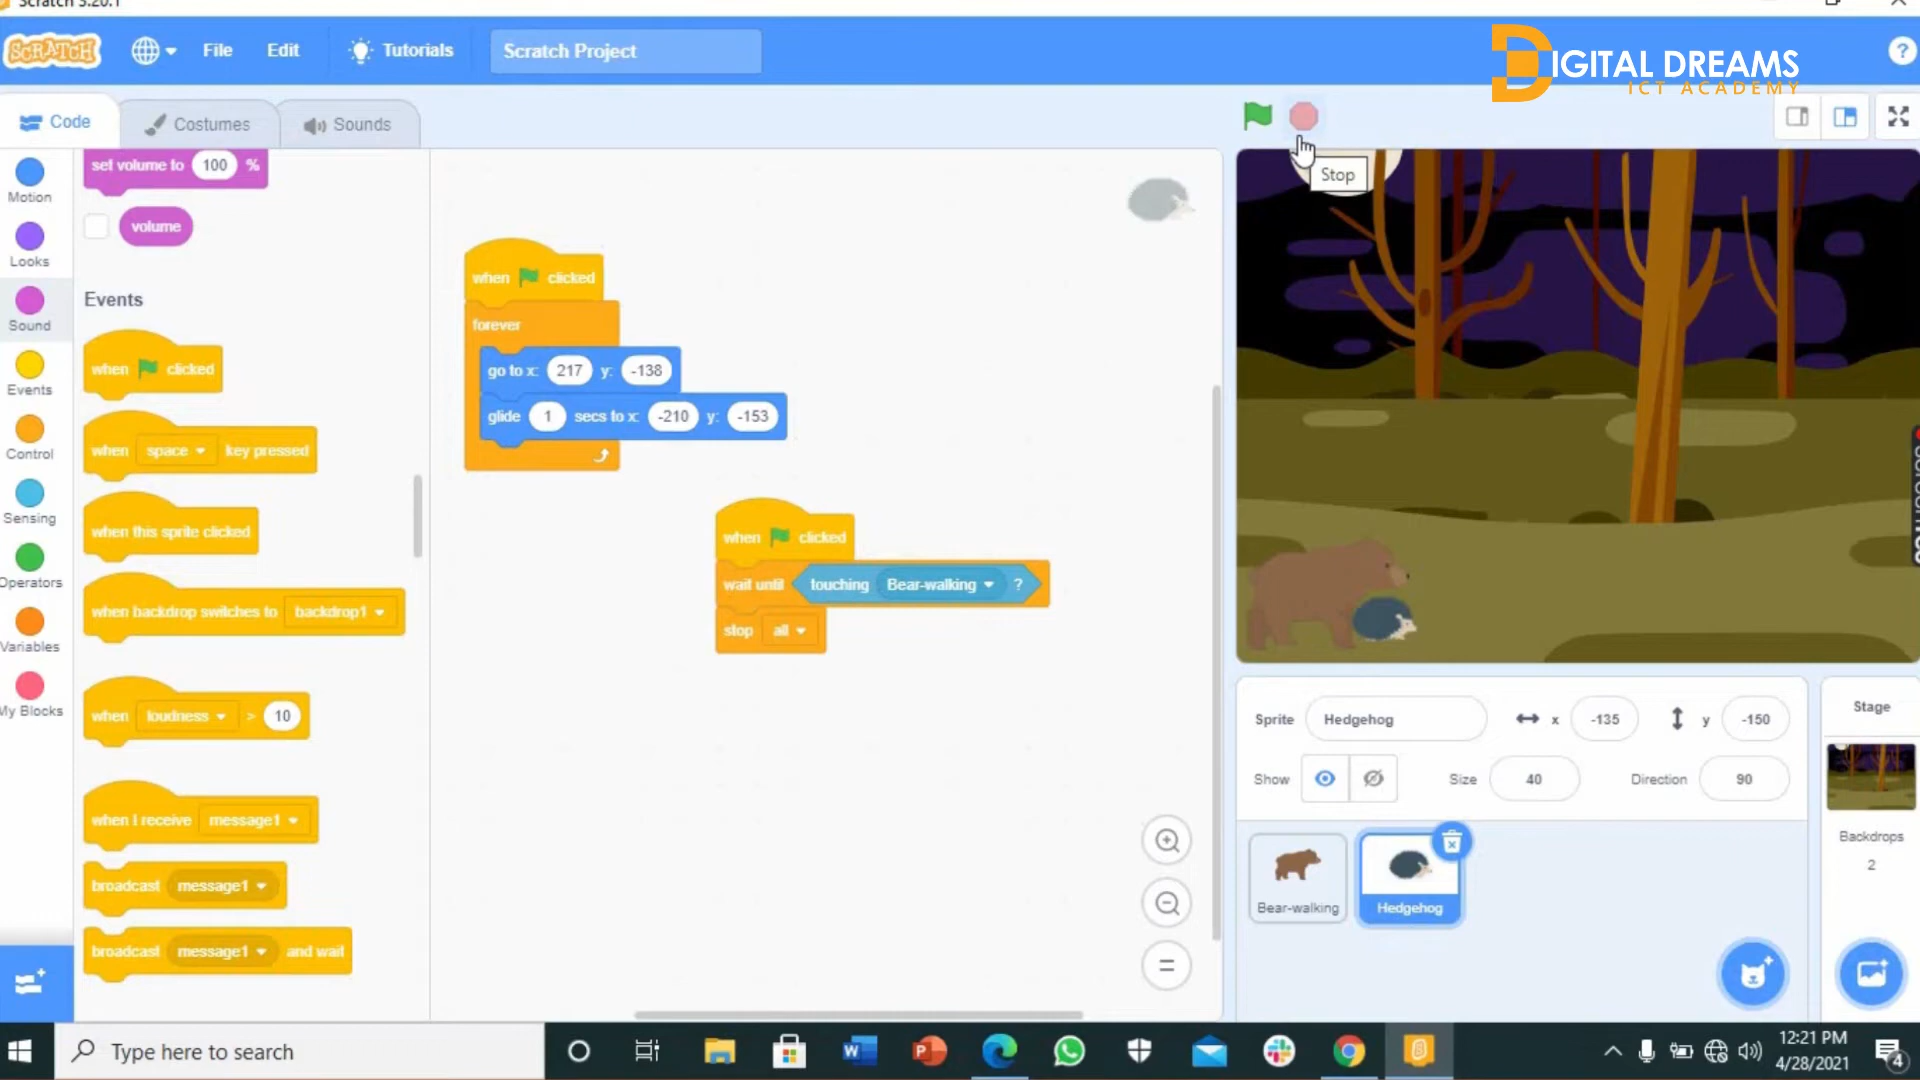 Scratch 3.20.1
SCRATCH File Edit Tutorials Scratch Project
DIGITAL DREAMS
ICT ACADEMY
?
Code Costumes Sounds
Stop
Motion
Looks
Sound
Events
Control
Sensing
Operators
Variables
My Blocks
set volume to 100 %
volume
Events
when clicked
when space key pressed
when this sprite clicked
when backdrop switches to backdrop1
when loudness > 10
when I receive message1
broadcast message1
broadcast message1 and wait
when clicked
forever
go to x: 217 y: -138
glide 1 secs to x: -210 y: -153
when clicked
wait until touching Bear-walking ?
stop all
Sprite Hedgehog x -135 y -150
Show Size 40 Direction 90
Bear-walking
Hedgehog
Stage
Backdrops
2
Type here to search
12:21 PM
4/28/2021
4